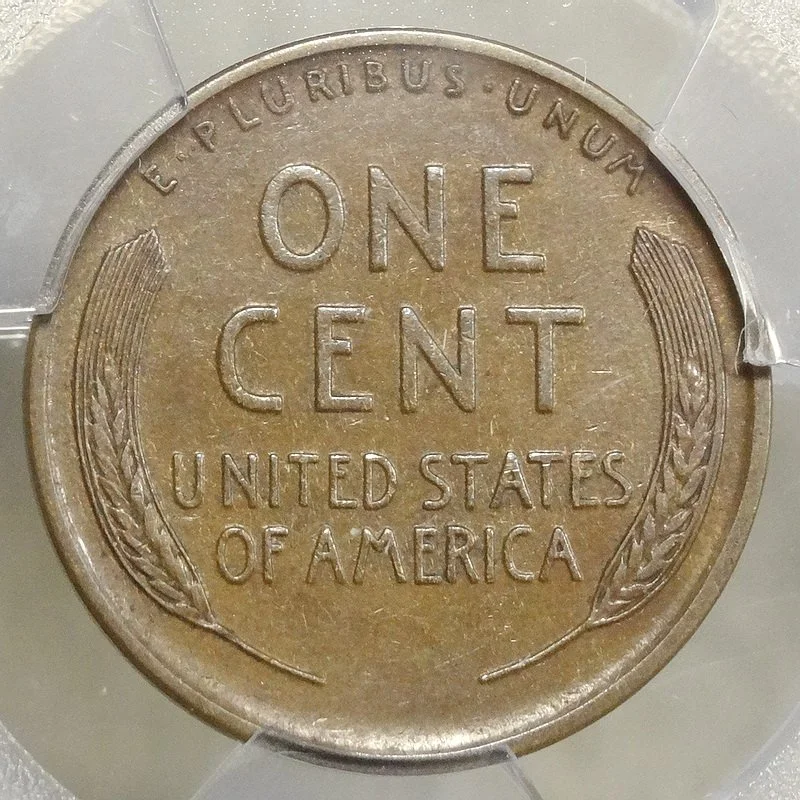 E · PLURIBUS · UNUM
ONE
CENT
UNITED STATES
OF AMERICA